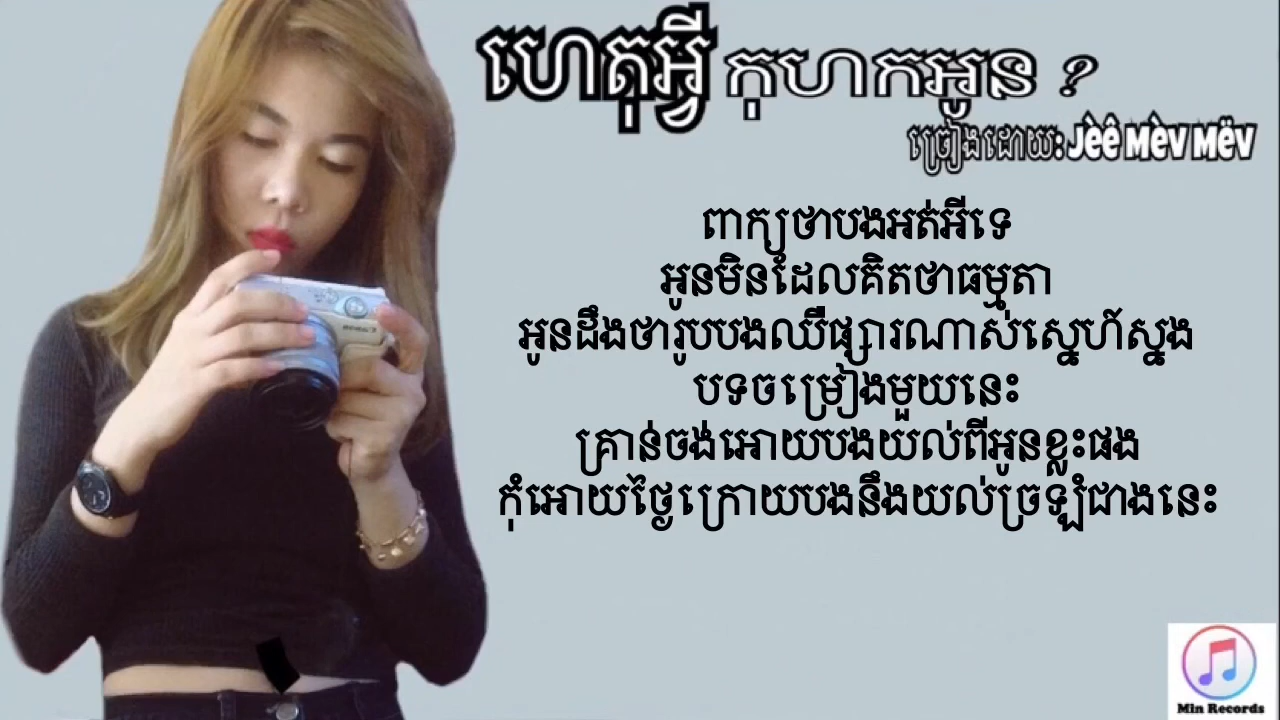 ហេតុអ្វី កុហកអូន ?
ច្រៀងដោយ: Jèê Mèv Mëv
ពាក្យថាបងអត់អីទេ
អូនមិនដែលគិតថាធម្មតា
អូនដឹងថារូបបងឈឺផ្សារណាស់ស្នេហ៍ស្នង
បទចម្រៀងមួយនេះ
គ្រាន់ចង់អោយបងយល់ពីអូនខ្លះផង
កុំអោយថ្ងៃក្រោយបងនឹងយល់ច្រឡំជាងនេះ
Min Records